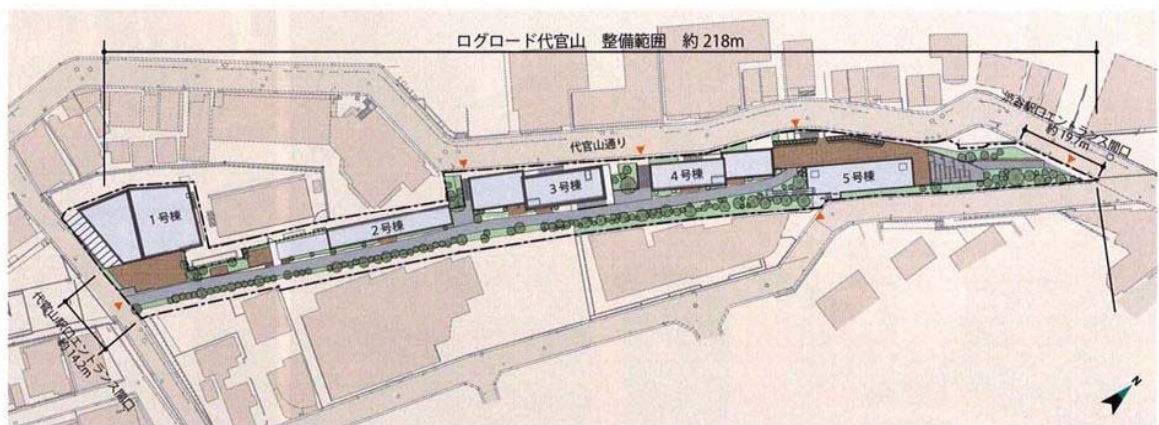 ログロード代官山 整備範囲 約218m
代官山通り
渋谷駅口エントランス間口
約19.7m
1号棟
2号棟
3号棟
4号棟
5号棟
代官山駅口エントランス間口
約14.2m
N